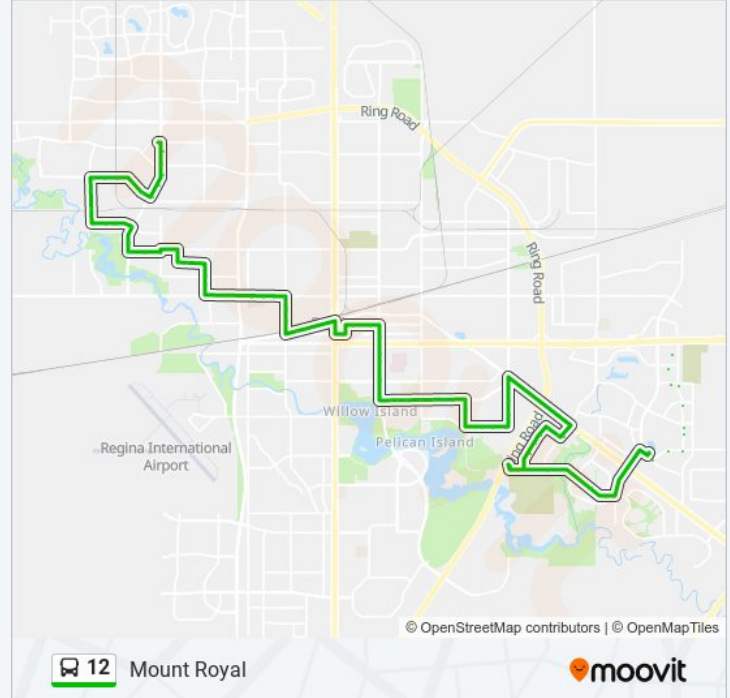 Ring Road
Ring Road
Willow Island
Pelican Island
Ring Road
Regina International
Airport
© OpenStreetMap contributors | © OpenMapTiles
12 Mount Royal
moovit